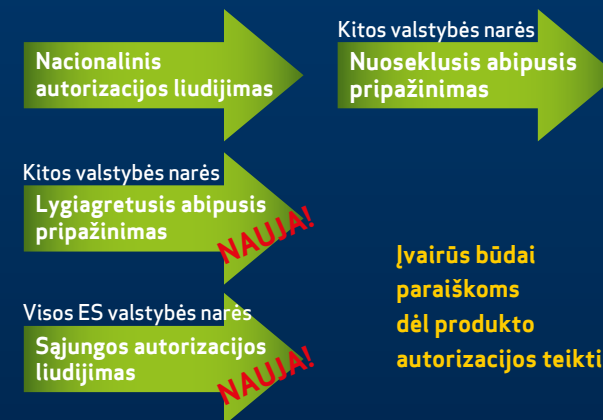 Nacionalinis
autorizacijos liudijimas
Kitos valstybės narės
Nuoseklusis abipusis
pripažinimas
Kitos valstybės narės
Lygiagretusis abipusis
pripažinimas
NAUJA!
Visos ES valstybės narės
Sąjungos autorizacijos
liudijimas
NAUJA!
Įvairūs būdai
paraiškoms
dėl produkto
autorizacijos teikti